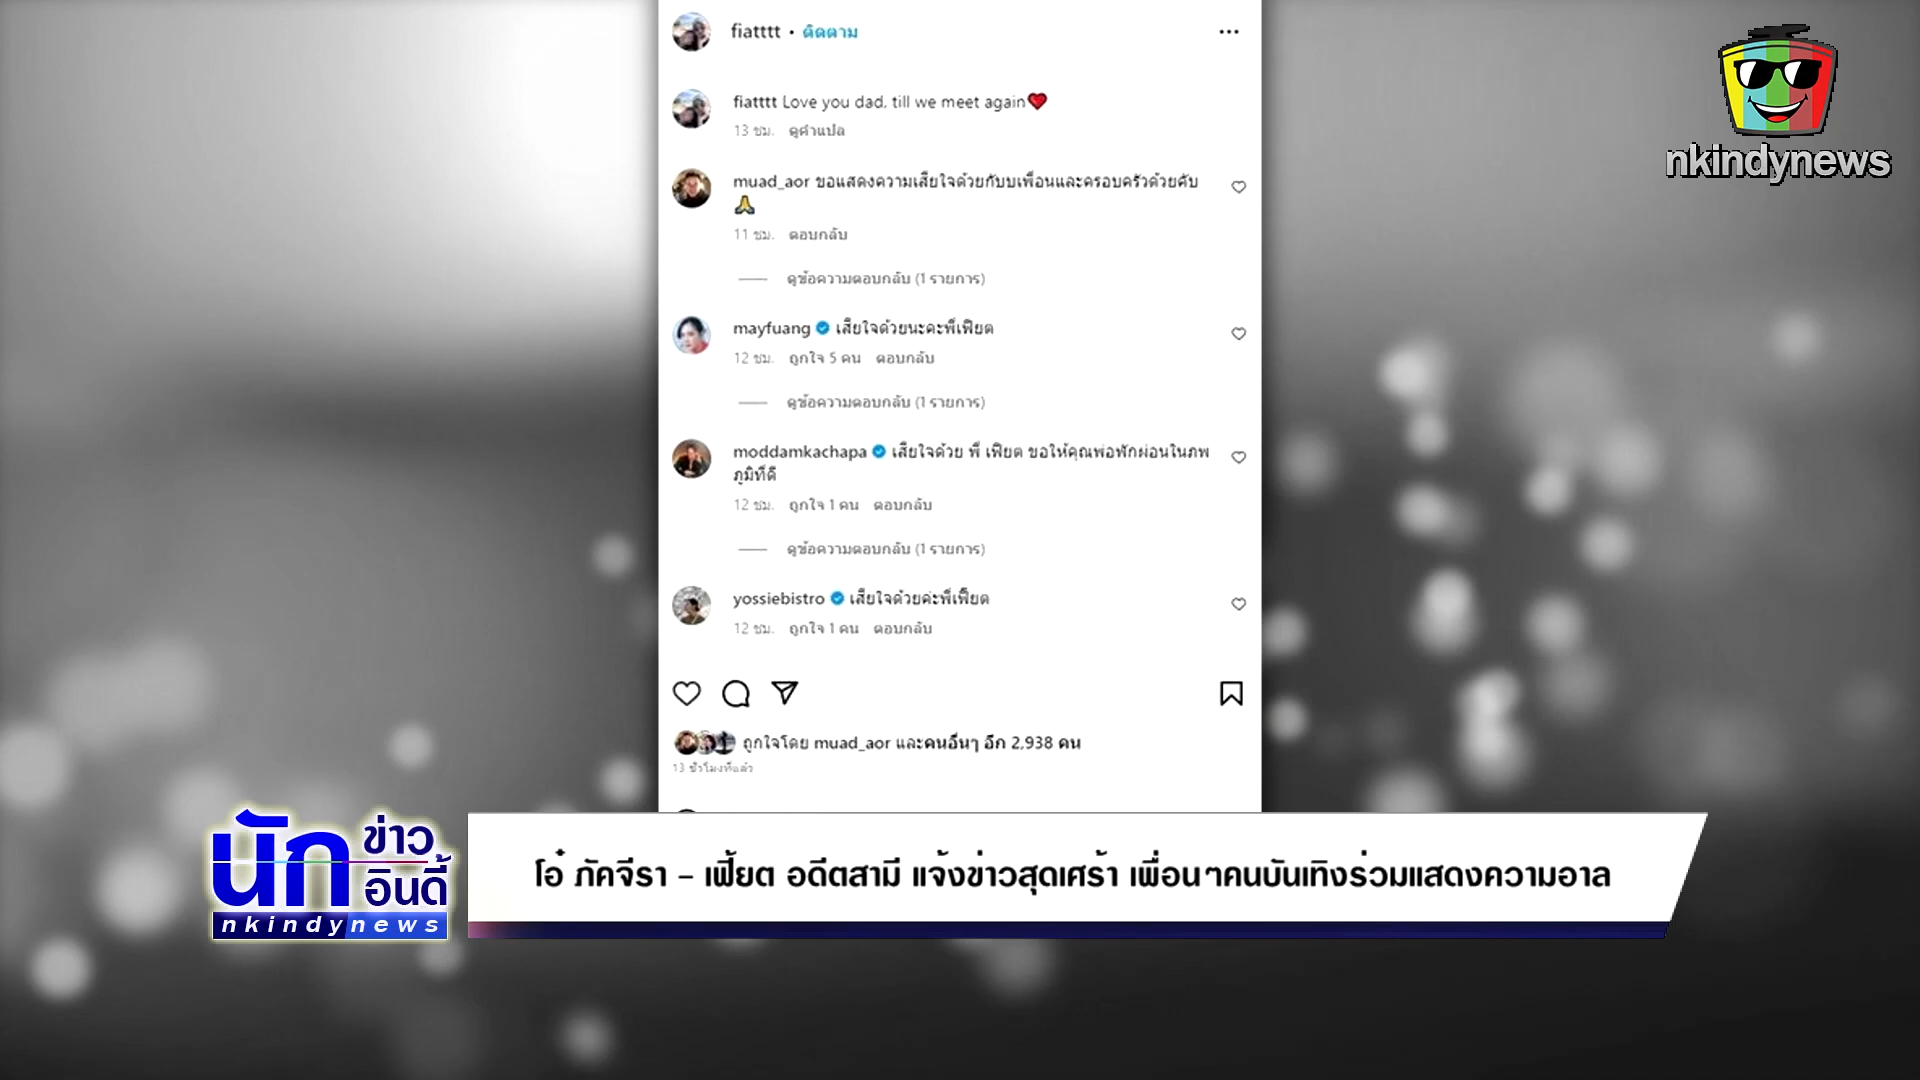 fiatttt • ติดตาม
fiatttt Love you dad, till we meet again
13 ชม. ดูคำแปล
muad_aor ขอแสดงความเสียใจด้วยกับบเพื่อนและครอบครัวด้วยคับ
11 ชม. ตอบกลับ
ดูข้อความตอบกลับ (1 รายการ)
mayfuang เสียใจด้วยนะคะพี่เฟียต
12 ชม. ถูกใจ 5 คน ตอบกลับ
ดูข้อความตอบกลับ (1 รายการ)
moddamkachapa เสียใจด้วย พี่ เฟียต ขอให้คุณพ่อพักผ่อนในภพ
ภูมิที่ดี
12 ชม. ถูกใจ 1 คน ตอบกลับ
ดูข้อความตอบกลับ (1 รายการ)
yossiebistro เสียใจด้วยค่ะพี่เฟี๊ยต
12 ชม. ถูกใจ 1 คน ตอบกลับ
ถูกใจโดย muad_aor และคนอื่นๆ อีก 2,938 คน
13 ชั่วโมงที่แล้ว
nkindynews
นักข่าวอินดี้
nkindynews
โอ๋ ภัคจีรา – เฟี้ยต อดีตสามี แจ้งข่าวสุดเศร้า เพื่อนๆคนบันเทิงร่วมแสดงความอาล